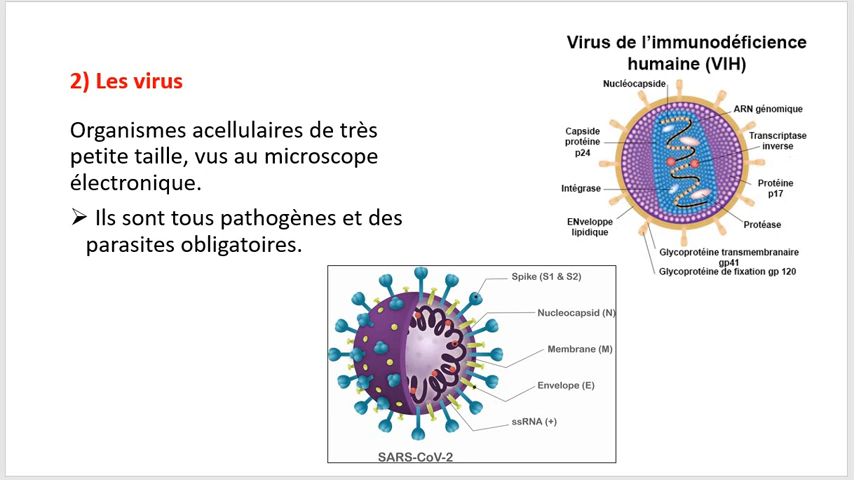 2) Les virus
Organismes acellulaires de très
petite taille, vus au microscope
électronique.
➢ Ils sont tous pathogènes et des
parasites obligatoires.
Virus de l’immunodéficience
humaine (VIH)
Nucléocapside
ARN génomique
Capside
protéine
p24
Transcriptase
inverse
Intégrase
Protéine
p17
ENveloppe
lipidique
Protéase
Glycoprotéine transmembranaire
gp41
Glycoprotéine de fixation gp 120
Spike (S1 & S2)
Nucleocapsid (N)
Membrane (M)
Envelope (E)
ssRNA (+)
SARS-CoV-2